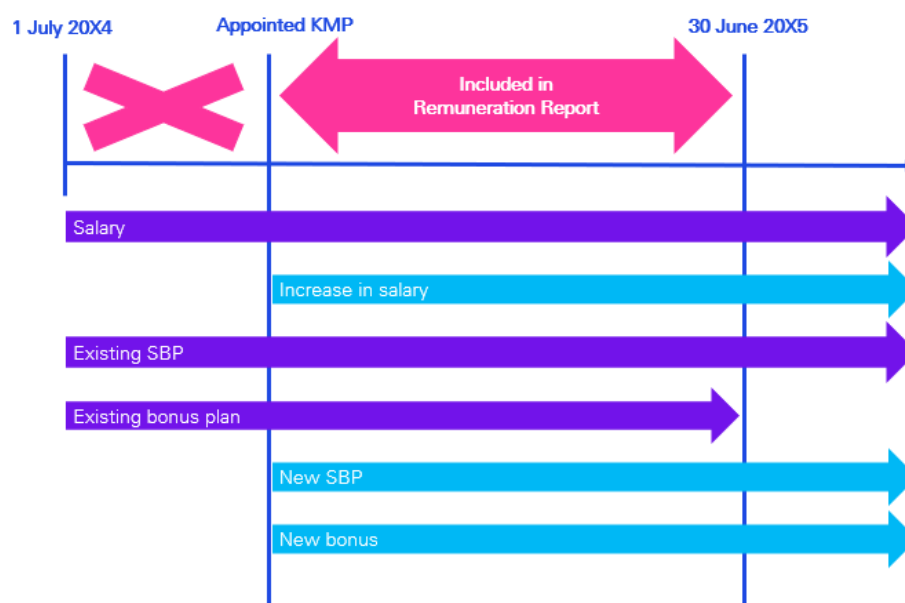 1 July 20X4
Appointed KMP
30 June 20X5
Included in
Remuneration Report
Salary
Increase in salary
Existing SBP
Existing bonus plan
New SBP
New bonus